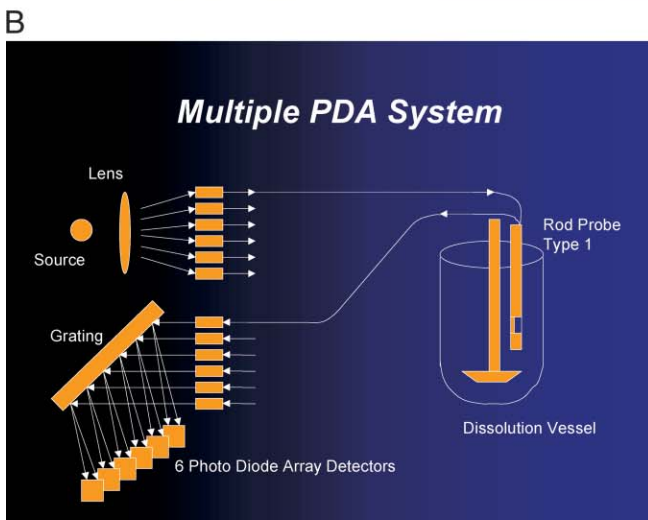 B
Multiple PDA System
Lens
Source
Rod Probe
Type 1
Grating
Dissolution Vessel
6 Photo Diode Array Detectors